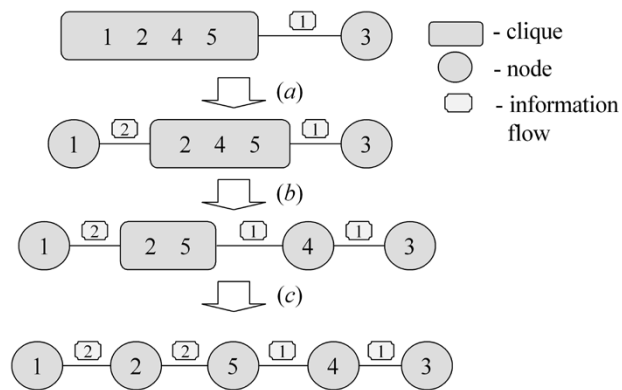 1 2 4 5 1 3
(a)
1 2 2 4 5 1 3
(b)
1 2 2 5 1 4 1 3
(c)
1 2 2 2 5 1 4 1 3
- clique
- node
- information
flow